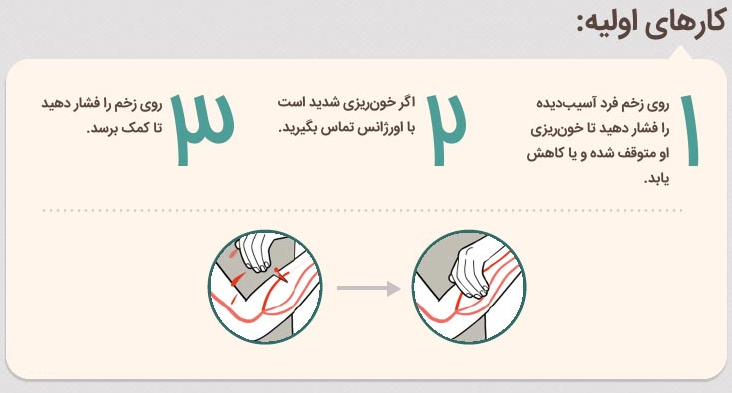 کارهای اولیه:
۱
روی زخم فرد آسیب‌دیده
را فشار دهید تا خون‌ریزی
او متوقف شده و یا کاهش
یابد.
۲
اگر خون‌ریزی شدید است
با اورژانس تماس بگیرید.
۳
روی زخم را فشار دهید
تا کمک برسد.